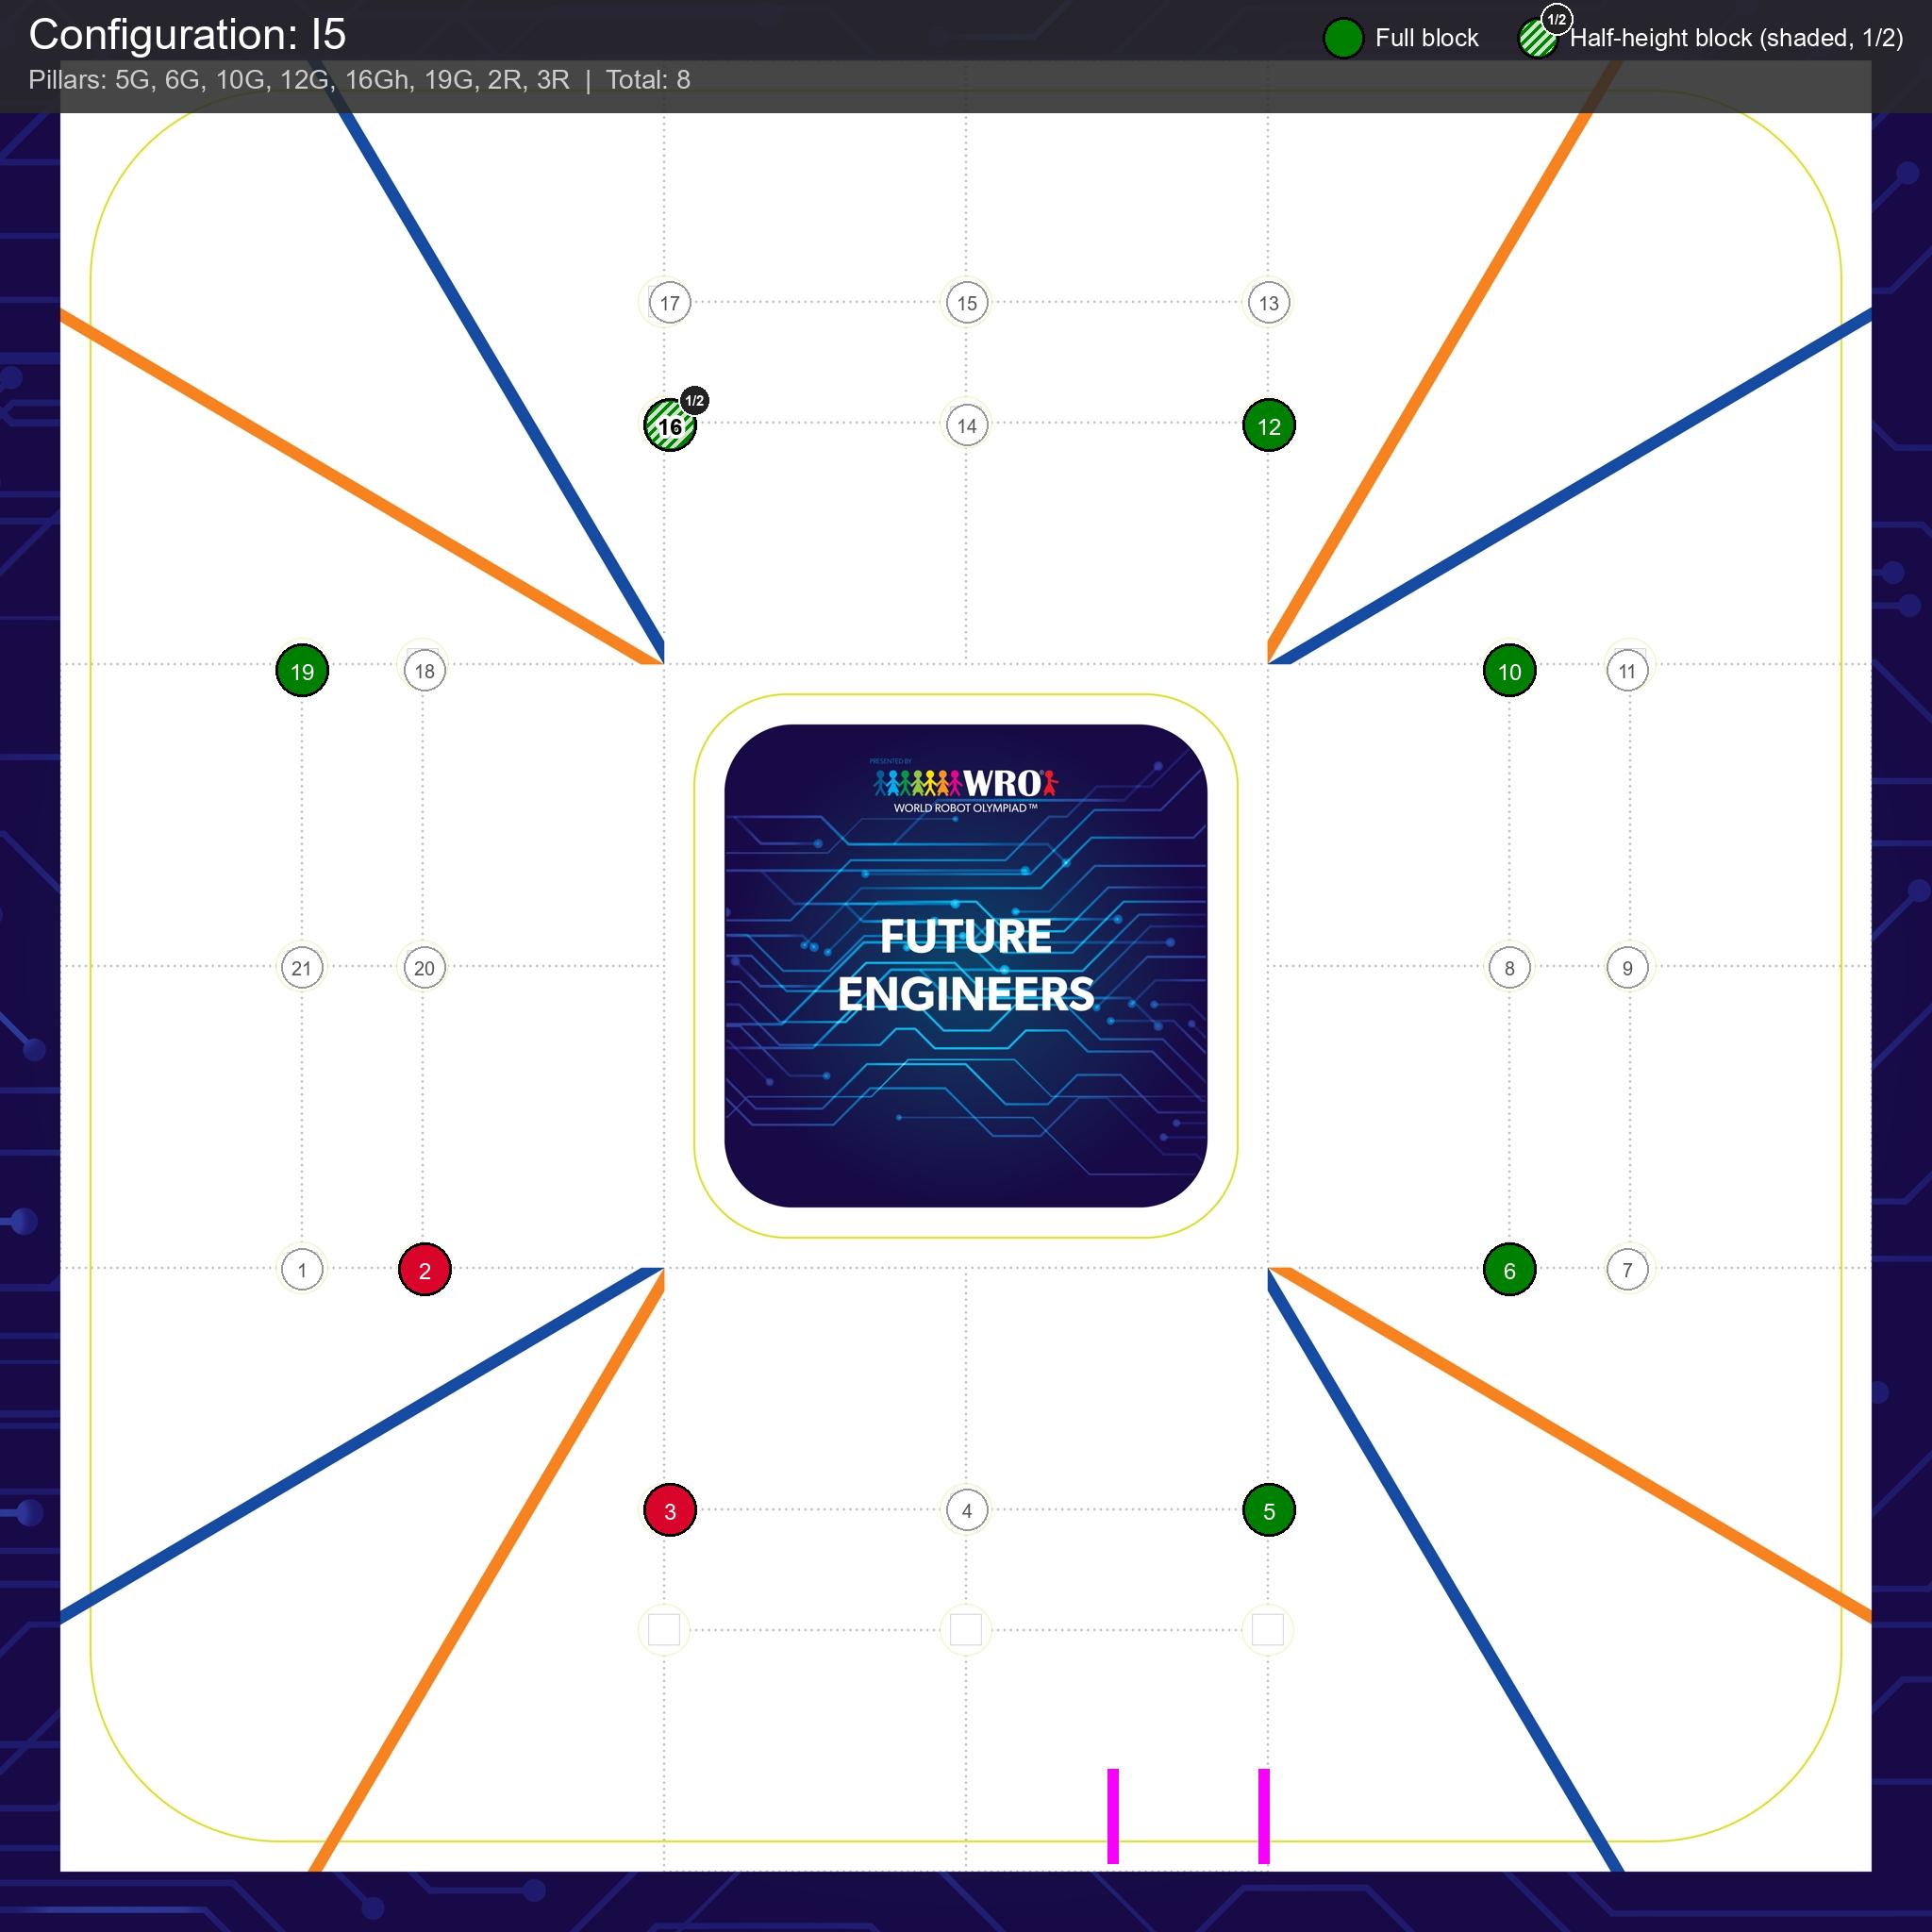 Configuration: I5
Full block
1/2
Half-height block (shaded, 1/2)
Pillars: 5G, 6G, 10G, 12G, 16Gh, 19G, 2R, 3R | Total: 8
17
15
13
1/2
16
14
12
19
18
10
11
PRESENTED BY
WRO
WORLD ROBOT OLYMPIAD™
FUTURE
ENGINEERS
21
20
8
9
1
2
6
7
3
4
5